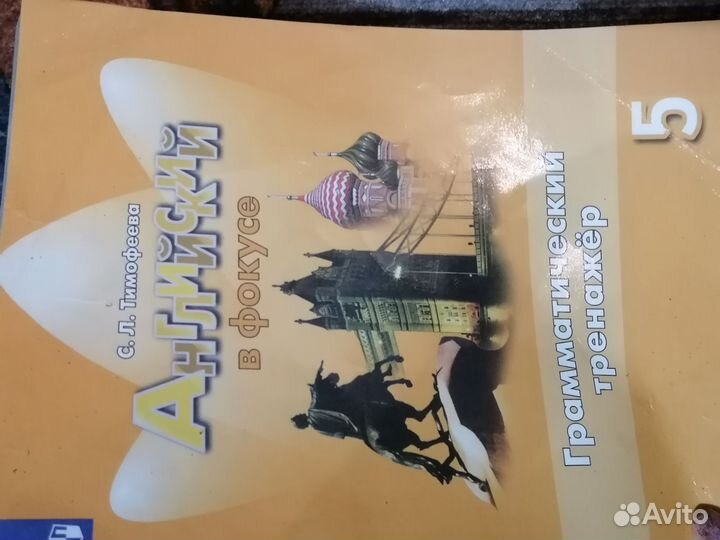 С. Л. Тимофеева
Английский
в фокусе
Грамматический
тренажёр
5
Avito